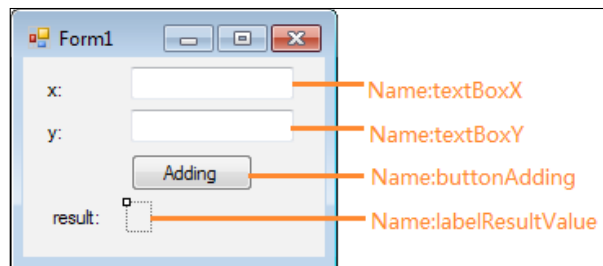 Form1
x:
Name:textBoxX
y:
Name:textBoxY
Adding
Name:buttonAdding
result:
Name:labelResultValue